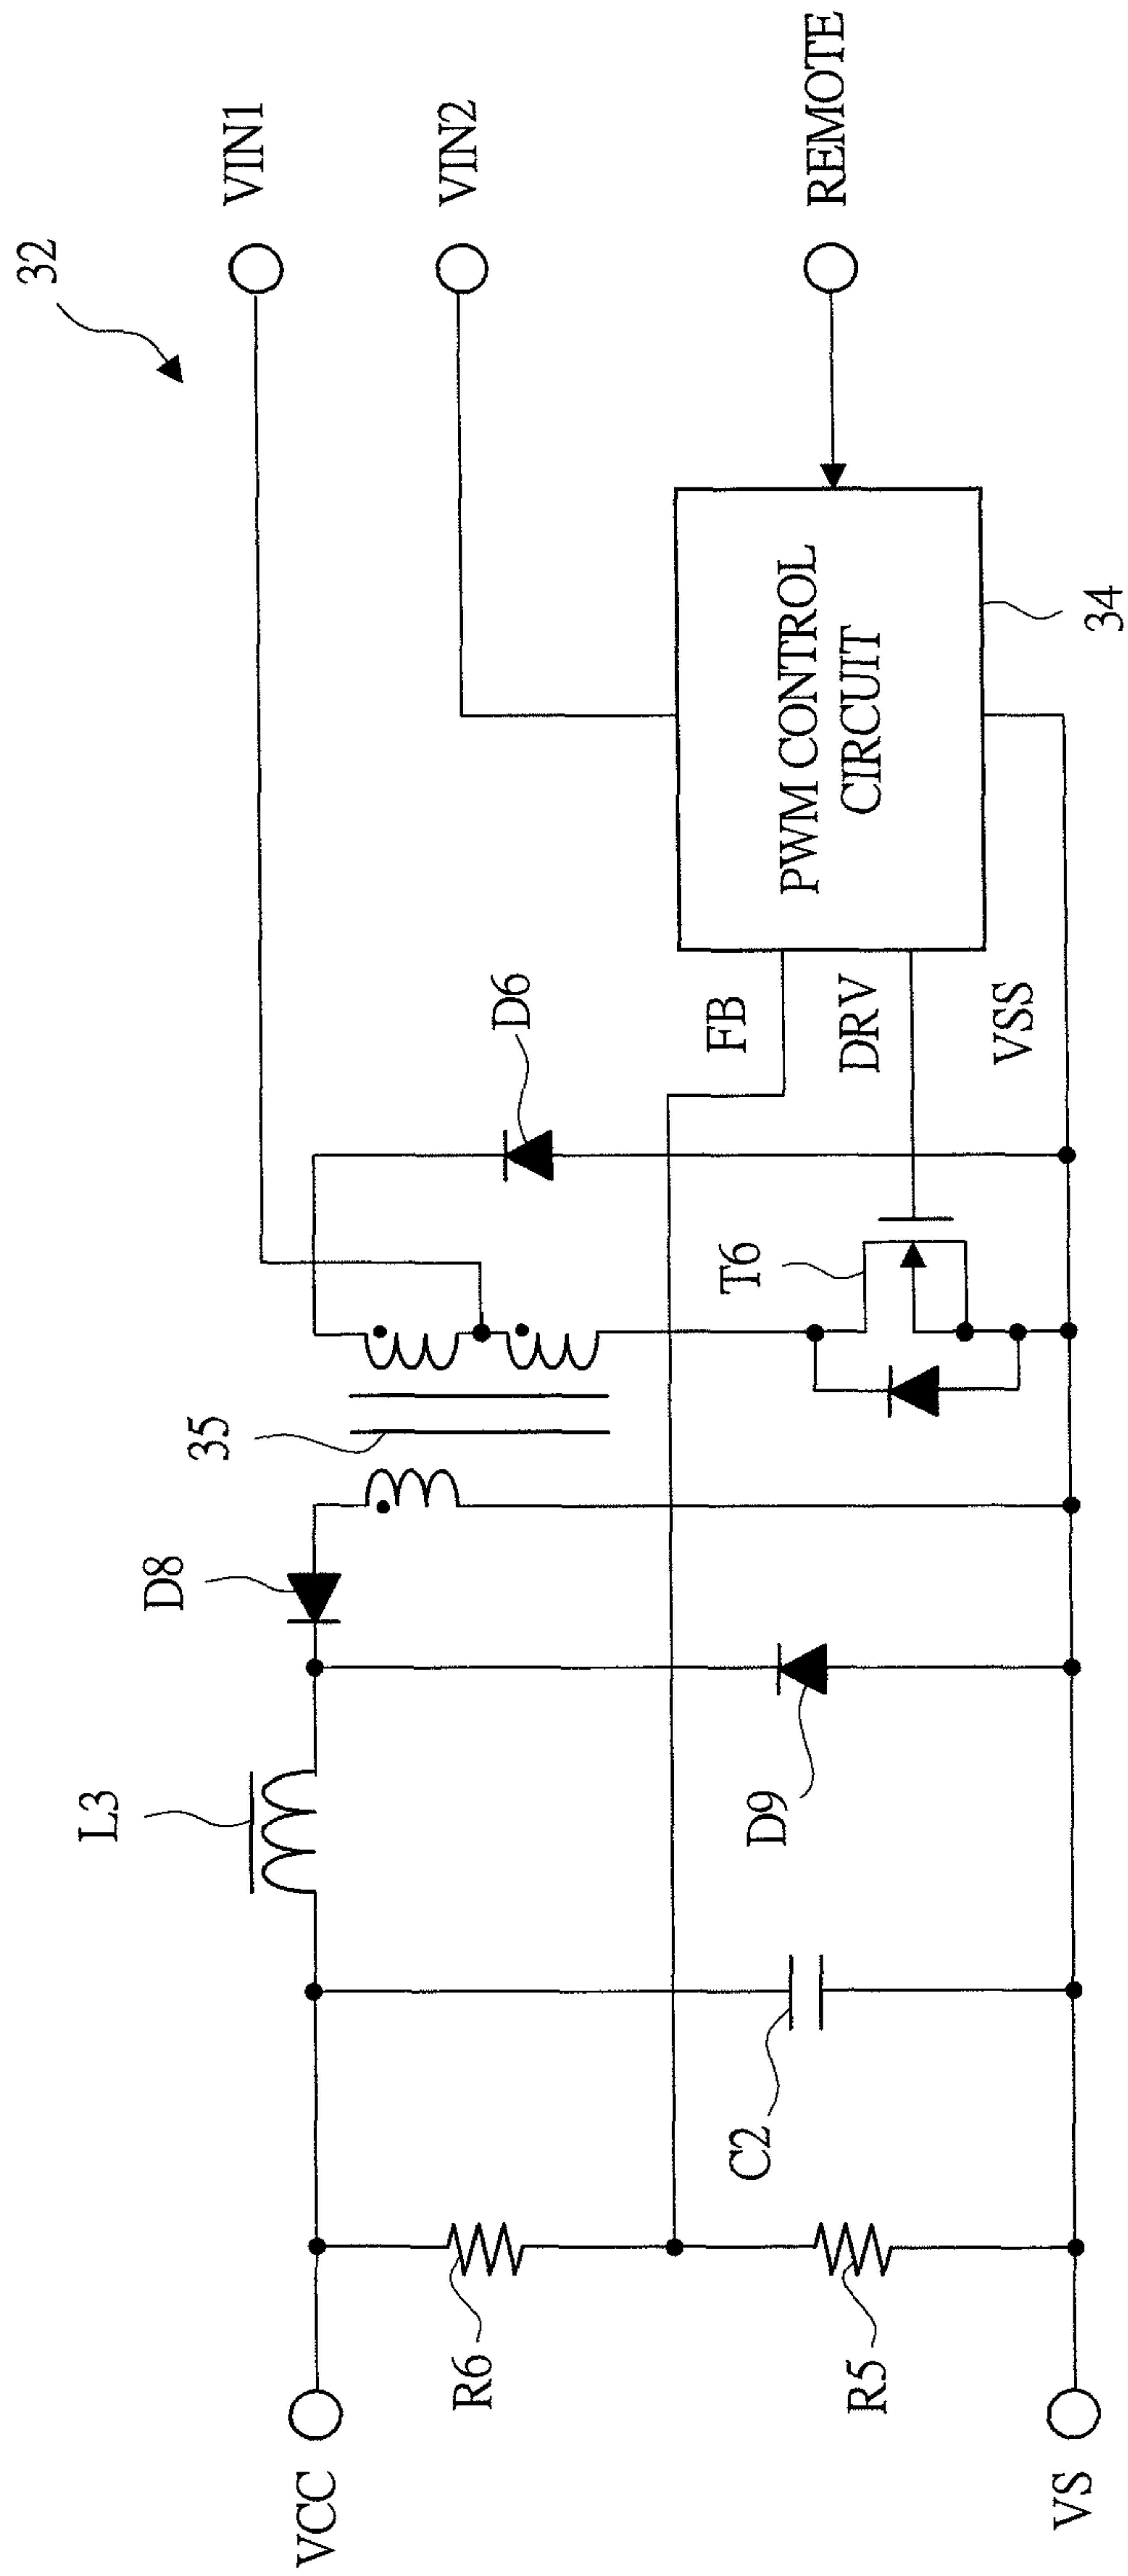 32
VIN1
VIN2
REMOTE
PWM CONTROL
CIRCUIT
34
FB
DRV
VSS
D6
T6
35
D8
L3
D9
C2
R6
R5
VCC
VS